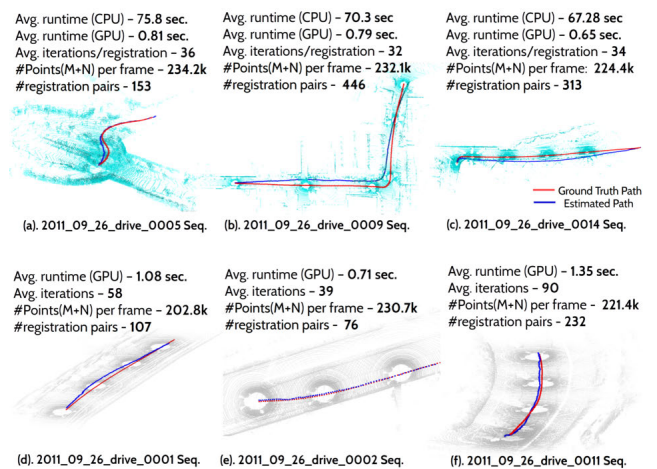 Avg. runtime (CPU) - 75.8 sec.
Avg. runtime (GPU) - 0.81 sec.
Avg. iterations/registration - 36
#Points(M+N) per frame - 234.2k
#registration pairs - 153
Avg. runtime (CPU) - 70.3 sec.
Avg. runtime (GPU) - 0.79 sec.
Avg. iterations/registration - 32
#Points(M+N) per frame - 232.1k
#registration pairs - 446
Avg. runtime (CPU) - 67.28 sec
Avg. runtime (GPU) - 0.65 sec.
Avg. iterations/registration - 34
#Points(M+N) per frame: 224.4k
#registration pairs - 313
Ground Truth Path
Estimated Path
(a). 2011_09_26_drive_0005 Seq.
(b). 2011_09_26_drive_0009 Seq.
(c). 2011_09_26_drive_0014 Seq.
Avg. runtime (GPU) - 1.08 sec.
Avg. iterations - 58
#Points(M+N) per frame - 202.8k
#registration pairs - 107
Avg. runtime (GPU) - 0.71 sec.
Avg. iterations - 39
#Points(M+N) per frame - 230.7k
#registration pairs - 76
Avg. runtime (GPU) - 1.35 sec.
Avg. iterations - 90
#Points(M+N) per frame - 221.4k
#registration pairs - 232
(d). 2011_09_26_drive_0001 Seq.
(e). 2011_09_26_drive_0002 Seq.
(f). 2011_09_26_drive_0011 Seq.